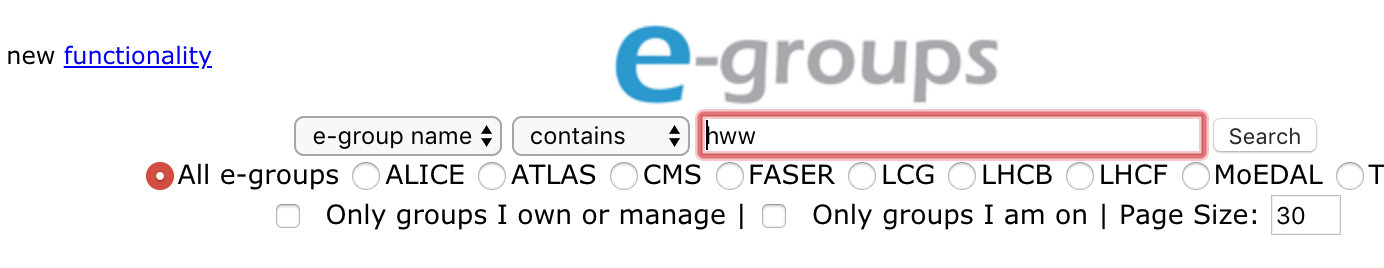 new functionality
e-groups
e-group name contains hww Search
All e-groups ALICE ATLAS CMS FASER LCG LHCB LHCF MoEDAL T
Only groups I own or manage | Only groups I am on | Page Size: 30